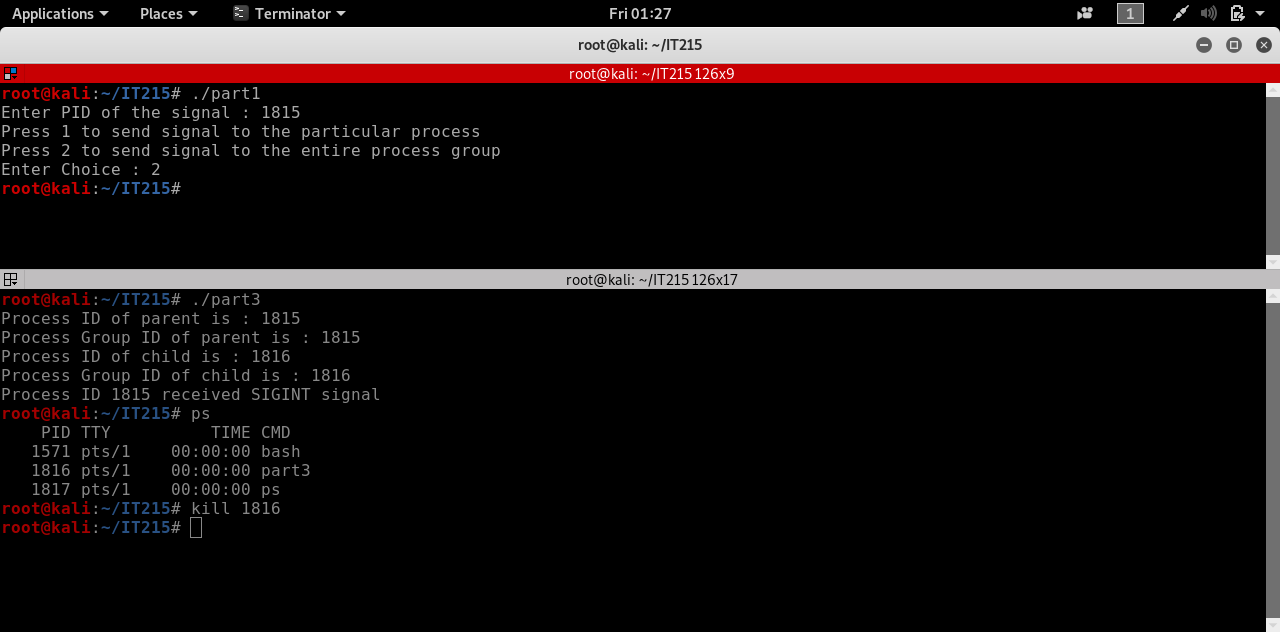 Applications Places Terminator Fri 01:27 1
root@kali: ~/IT215
root@kali: ~/IT215 126x9
root@kali:~/IT215# ./part1
Enter PID of the signal : 1815
Press 1 to send signal to the particular process
Press 2 to send signal to the entire process group
Enter Choice : 2
root@kali:~/IT215#
root@kali: ~/IT215 126x17
root@kali:~/IT215# ./part3
Process ID of parent is : 1815
Process Group ID of parent is : 1815
Process ID of child is : 1816
Process Group ID of child is : 1816
Process ID 1815 received SIGINT signal
root@kali:~/IT215# ps
    PID TTY          TIME CMD
   1571 pts/1    00:00:00 bash
   1816 pts/1    00:00:00 part3
   1817 pts/1    00:00:00 ps
root@kali:~/IT215# kill 1816
root@kali:~/IT215#